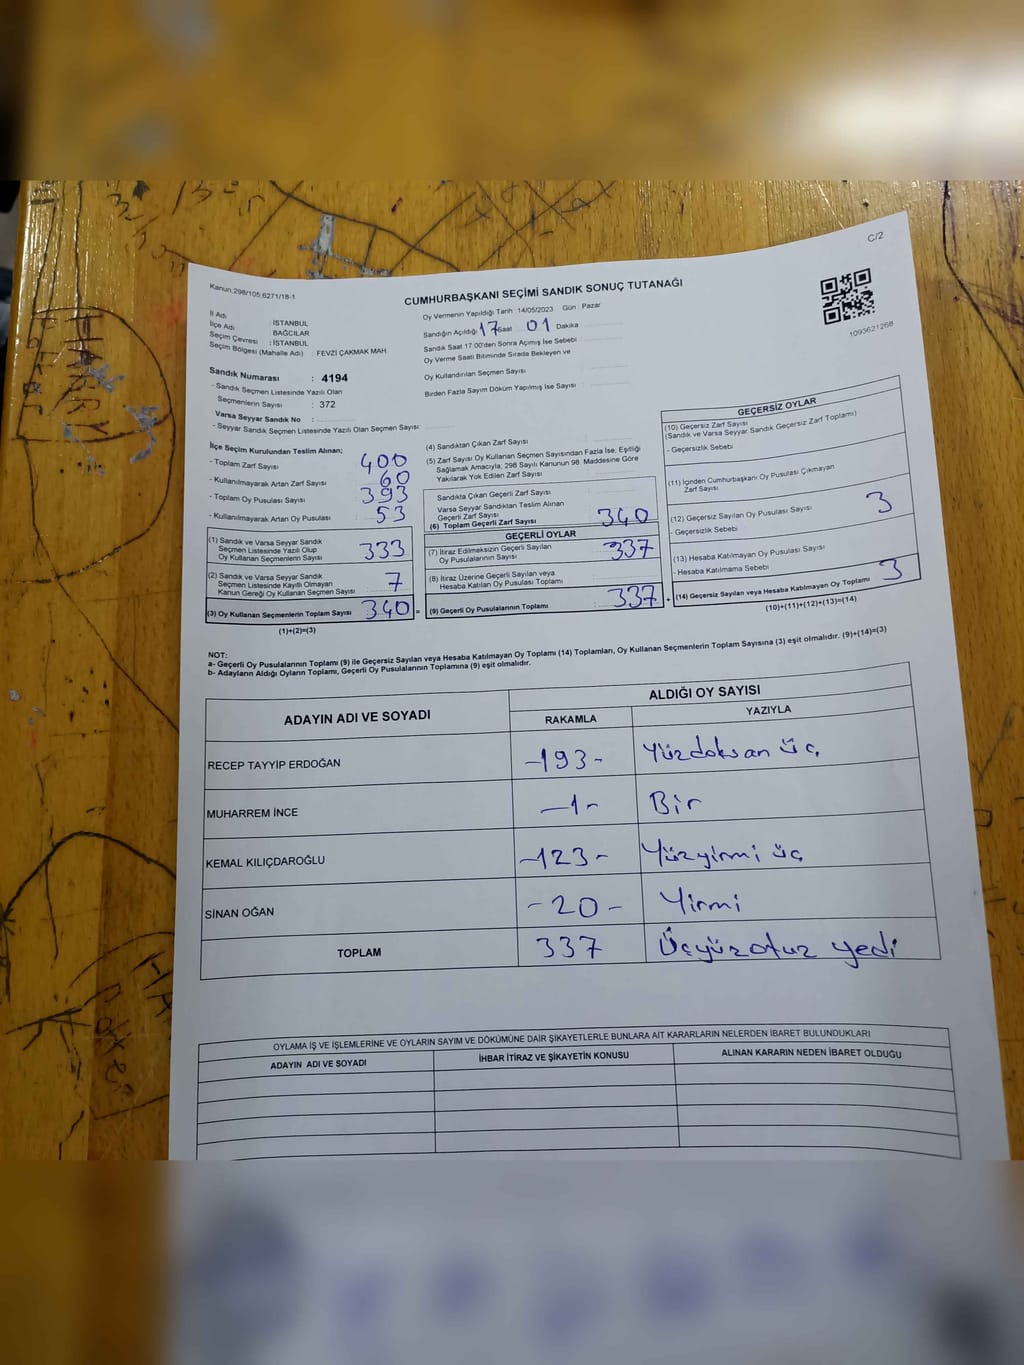 C/2
Kanun;298/105;6271/18-1
CUMHURBAŞKANI SEÇİMİ SANDIK SONUÇ TUTANAĞI
1093621268
İl Adı : İSTANBUL
İlçe Adı : BAĞCILAR
Seçim Çevresi : İSTANBUL
Seçim Bölgesi (Mahalle Adı) : FEVZİ ÇAKMAK MAH.
Sandık Numarası : 4194
- Sandık Seçmen Listesinde Yazılı Olan
Seçmenlerin Sayısı : 372
Varsa Seyyar Sandık No :
- Seyyar Sandık Seçmen Listesinde Yazılı Olan Seçmen Sayısı:
Oy Vermenin Yapıldığı Tarih : 14/05/2023 Gün : Pazar
Sandığın Açıldığı 17 Saat 01 Dakika
Sandık Saat 17:00'den Sonra Açımış İse Sebebi
Oy Verme Saati Bitiminde Sırada Bekleyen ve
Oy Kullandırılan Seçmen Sayısı
Birden Fazla Sayım Döküm Yapılmış İse Sayısı
İlçe Seçim Kurulundan Teslim Alınan;
- Toplam Zarf Sayısı 400
- Kullanılmayarak Artan Zarf Sayısı 60
- Toplam Oy Pusulası Sayısı 393
- Kullanılmayarak Artan Oy Pusulası : 53
(1) Sandık ve Varsa Seyyar Sandık
Seçmen Listesinde Yazılı Olup
Oy Kullanan Seçmenlerin Sayısı 333
(2) Sandık ve Varsa Seyyar Sandık
Seçmen Listesinde Kayıtlı Olmayan
Kanun Gereği Oy Kullanan Seçmen Sayısı : 7
(3) Oy Kullanan Seçmenlerin Toplam Sayısı : 340 =
(1)+(2)=(3)
(4) Sandıktan Çıkan Zarf Sayısı
(5) Zarf Sayısı Oy Kullanan Seçmen Sayısından Fazla İse, Eşitliği
Sağlamak Amacıyla, 298 Sayılı Kanunun 98. Maddesine Göre
Yakılarak Yok Edilen Zarf Sayısı
Sandıkta Çıkan Geçerli Zarf Sayısı
Varsa Seyyar Sandıktan Teslim Alınan
Geçerli Zarf Sayısı
(6) Toplam Geçerli Zarf Sayısı 340
GEÇERLİ OYLAR
(7) İtiraz Edilmeksizin Geçerli Sayılan
Oy Pusulalarının Sayısı 337
(8) İtiraz Üzerine Geçerli Sayılan veya
Hesaba Katılan Oy Pusulası Toplamı
(9) Geçerli Oy Pusulalarının Toplamı 337 +
GEÇERSİZ OYLAR
(10) Geçersiz Zarf Sayısı
(Sandık ve Varsa Seyyar Sandık Geçersiz Zarf Toplamı)
- Geçersizlik Sebebi
(11) İçinden Cumhurbaşkanı Oy Pusulası Çıkmayan
Zarf Sayısı
(12) Geçersiz Sayılan Oy Pusulası Sayısı 3
- Geçersizlik Sebebi
(13) Hesaba Katılmayan Oy Pusulası Sayısı
- Hesaba Katılmama Sebebi
(14) Geçersiz Sayılan veya Hesaba Katılmayan Oy Toplamı 3
(10)+(11)+(12)+(13)=(14)
NOT:
a- Geçerli Oy Pusulalarının Toplamı (9) ile Geçersiz Sayılan veya Hesaba Katılmayan Oy Toplamı (14) Toplamları, Oy Kullanan Seçmenlerin Toplam Sayısına (3) eşit olmalıdır. (9)+(14)=(3)
b- Adayların Aldığı Oyların Toplamı, Geçerli Oy Pusulalarının Toplamına (9) eşit olmalıdır.
ADAYIN ADI VE SOYADI
ALDIĞI OY SAYISI
RAKAMLA YAZIYLA
RECEP TAYYİP ERDOĞAN -193- Yüzdoksan üç
MUHARREM İNCE -1- Bir
KEMAL KILIÇDAROĞLU -123- Yüzyirmi üç
SİNAN OĞAN -20- Yirmi
TOPLAM 337 Üçyüzotuz yedi
OYLAMA İŞ VE İŞLEMLERİNE VE OYLARIN SAYIM VE DÖKÜMÜNE DAİR ŞİKAYETLERLE BUNLARA AİT KARARLARIN NELERDEN İBARET BULUNDUKLARI
ADAYIN ADI VE SOYADI İHBAR İTİRAZ VE ŞİKAYETİN KONUSU ALINAN KARARIN NEDEN İBARET OLDUĞU